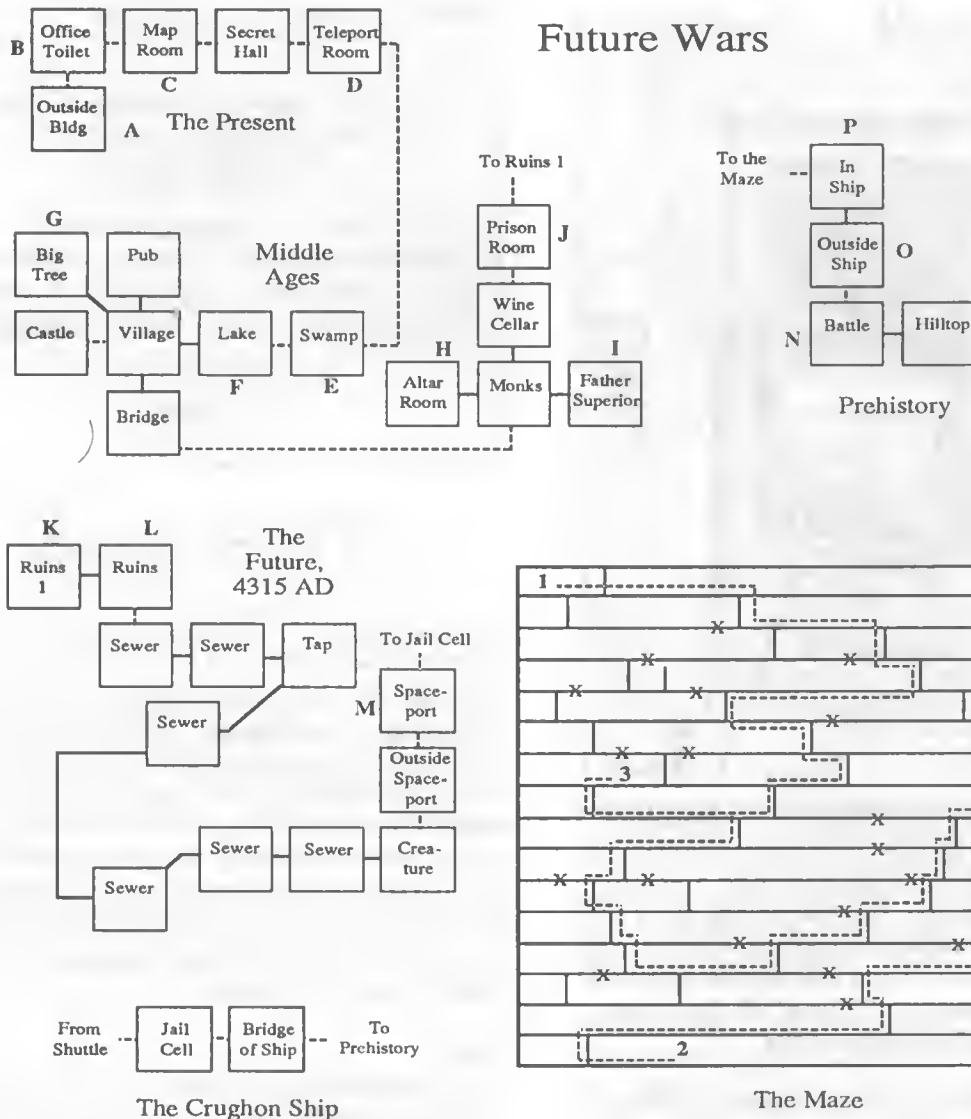 Future Wars
B
Office
Toilet
Map
Room
Secret
Hall
Teleport
Room
C
D
Outside
Bldg
A
The Present
To Ruins 1
P
To the
Maze
In
Ship
G
Big
Tree
Pub
Middle
Ages
Prison
Room
J
Outside
Ship
O
Castle
Village
Lake
Swamp
F
E
Wine
Cellar
N
Battle
Hilltop
H
I
Altar
Room
Monks
Father
Superior
Prehistory
Bridge
K
L
The
Future,
4315 AD
Ruins
1
Ruins
Sewer
Sewer
Tap
To Jail Cell
M
Space-
port
Sewer
Outside
Space-
port
Sewer
Sewer
Sewer
Crea-
ture
From
Shuttle
Jail
Cell
Bridge
of Ship
To
Prehistory
The Crughon Ship
1
X
X
X
X
X
X
X
X
3
X
X
X
X
X
X
X
X
X
X
X
2
The Maze